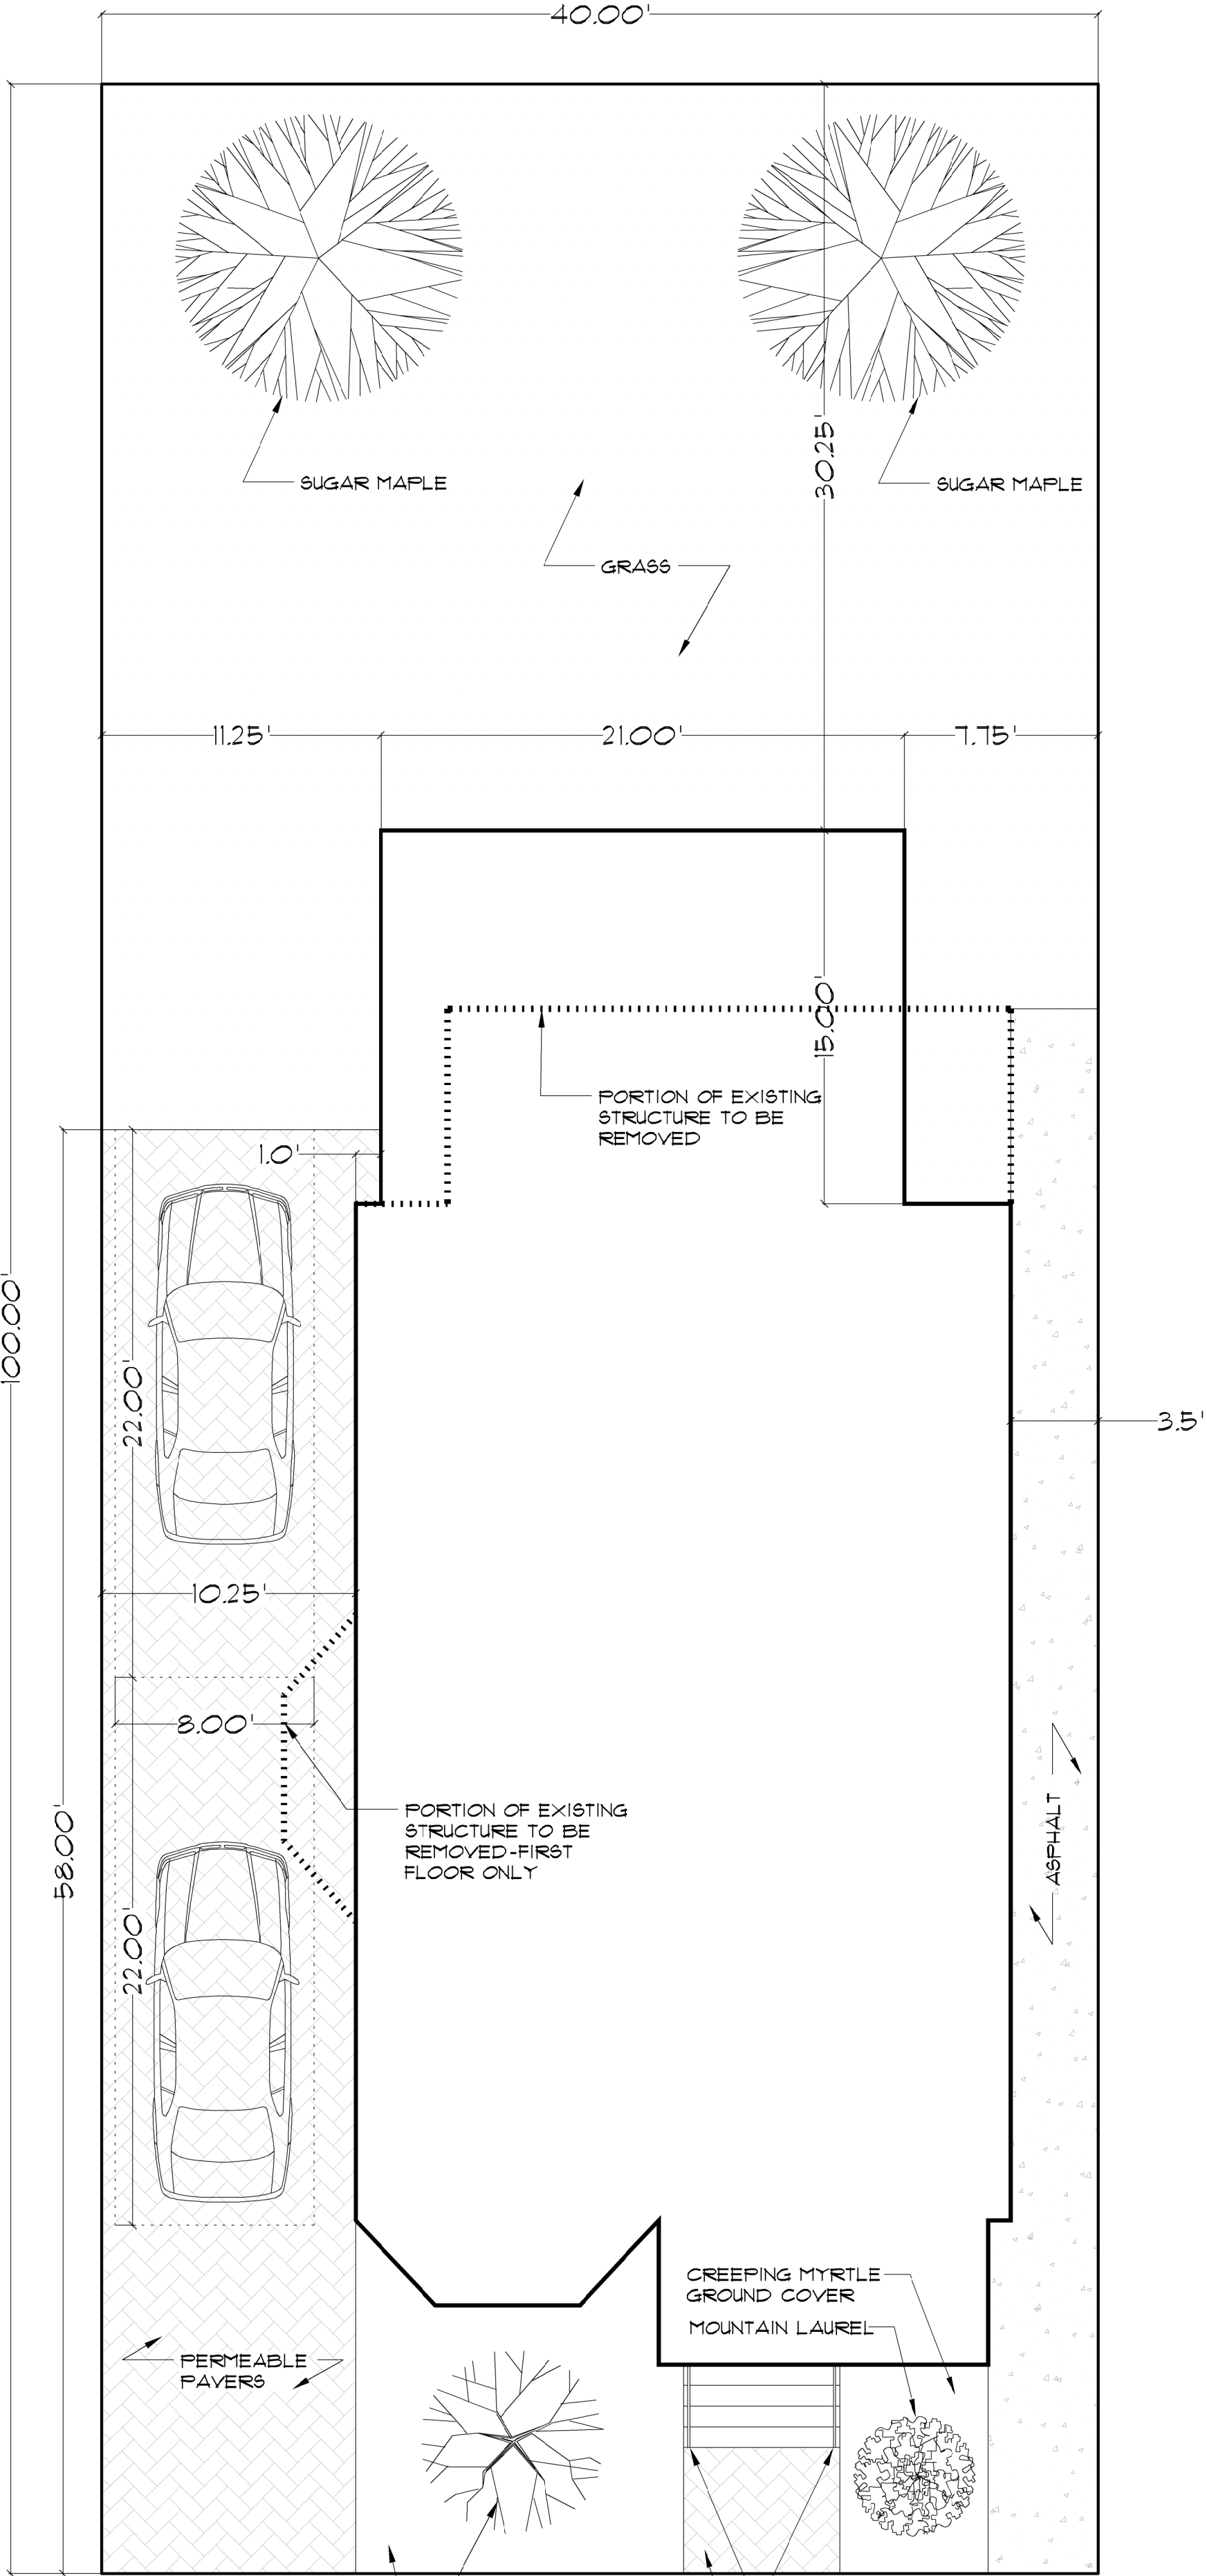 40.00'
30.25'
SUGAR MAPLE
SUGAR MAPLE
GRASS
11.25'
21.00'
7.75'
15.00'
PORTION OF EXISTING
STRUCTURE TO BE
REMOVED
1.0'
100.00'
22.00'
3.5'
10.25'
8.00'
PORTION OF EXISTING
STRUCTURE TO BE
REMOVED-FIRST
FLOOR ONLY
ASPHALT
58.00'
22.00'
CREEPING MYRTLE
GROUND COVER
MOUNTAIN LAUREL
PERMEABLE
PAVERS